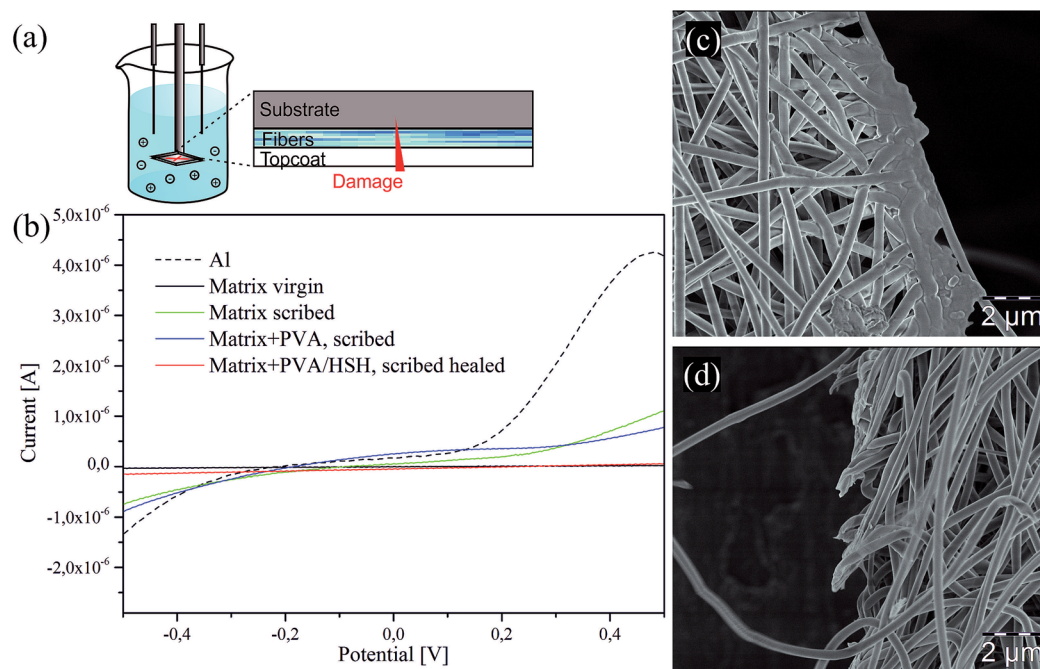 (a)
Substrate
Fibers
Topcoat
Damage
(b)
5,0x10⁻⁶
4,0x10⁻⁶
3,0x10⁻⁶
2,0x10⁻⁶
1,0x10⁻⁶
0,0
-1,0x10⁻⁶
-2,0x10⁻⁶
Current [A]
Al
Matrix virgin
Matrix scribed
Matrix+PVA, scribed
Matrix+PVA/HSH, scribed healed
-0,4
-0,2
0,0
0,2
0,4
Potential [V]
(c)
2 µm
(d)
2 µm